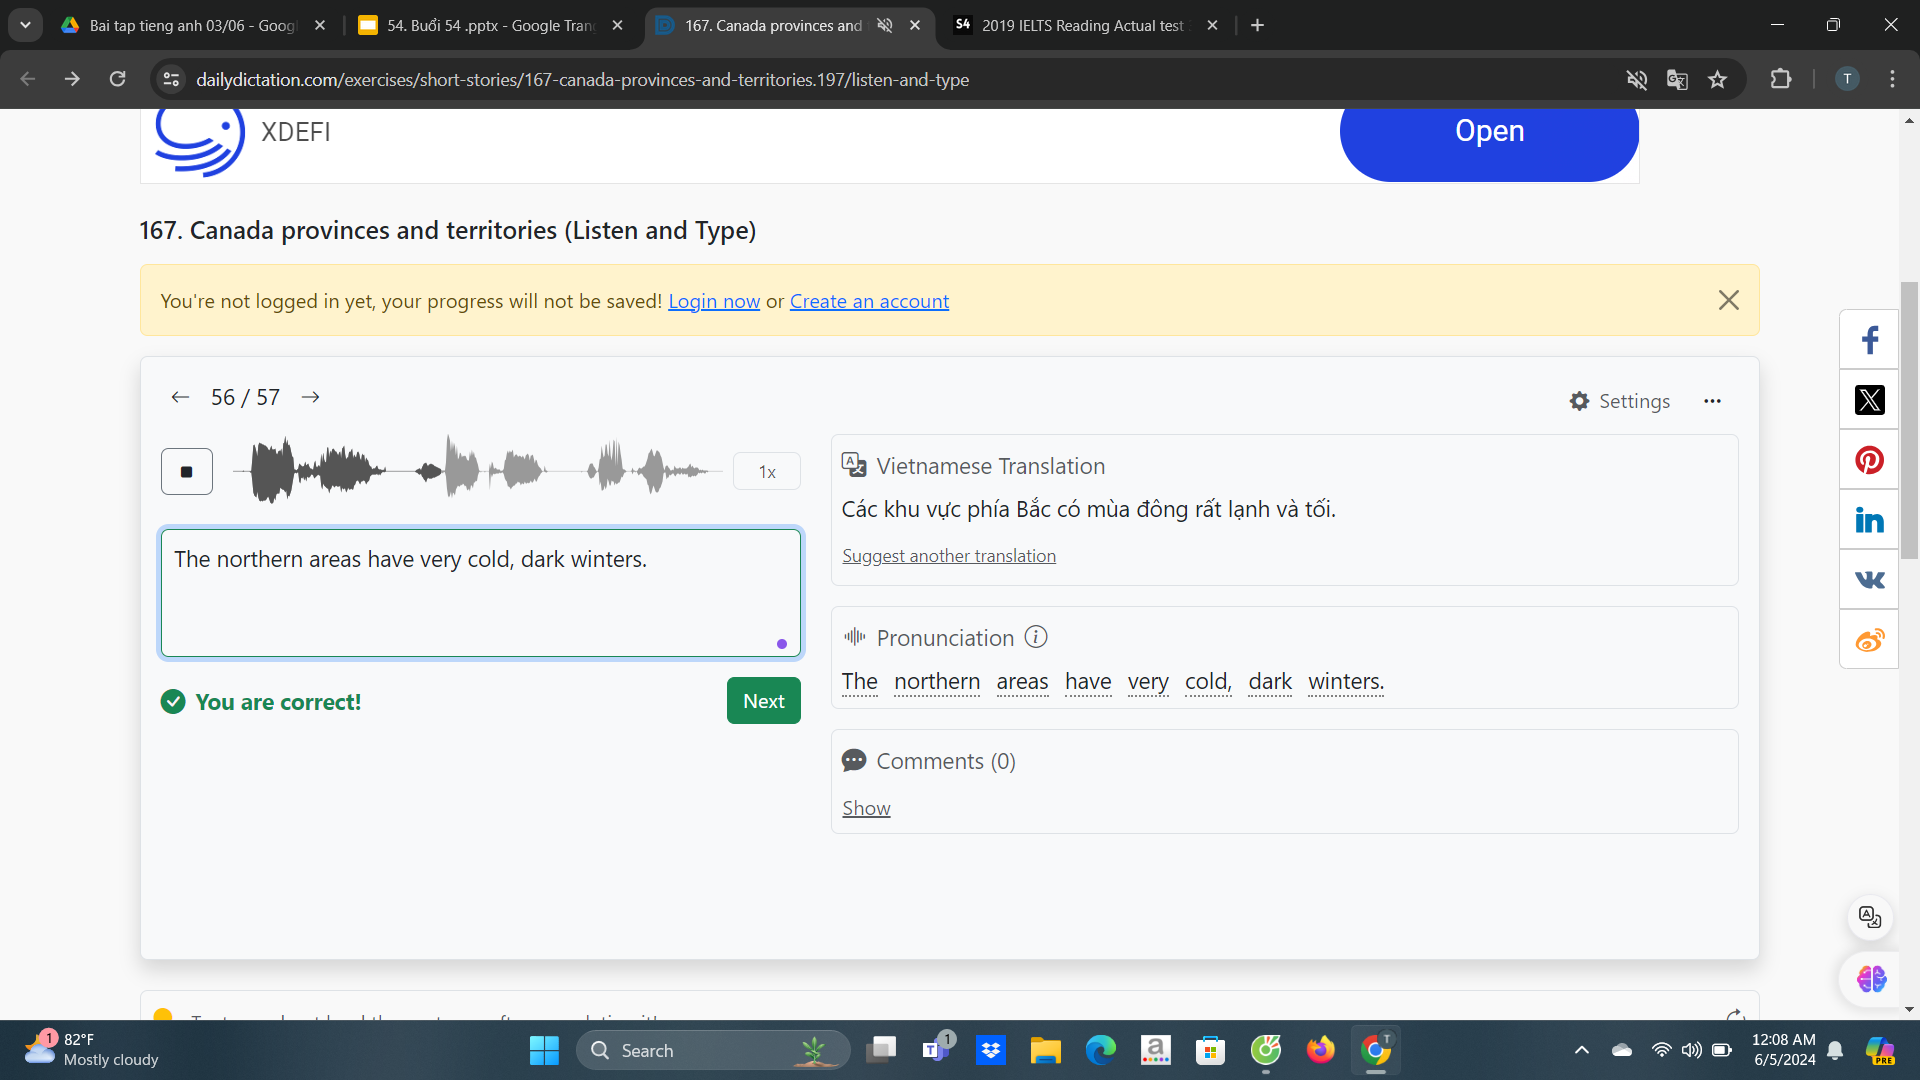 Bai tap tieng anh 03/06 - Goog
54. Buổi 54 .pptx - Google Tran
167. Canada provinces and
S4 2019 IELTS Reading Actual test
dailydictation.com/exercises/short-stories/167-canada-provinces-and-territories.197/listen-and-type
T
XDEFI
Open
167. Canada provinces and territories (Listen and Type)
You're not logged in yet, your progress will not be saved! Login now or Create an account
56 / 57
Settings
1x
Vietnamese Translation
Các khu vực phía Bắc có mùa đông rất lạnh và tối.
Suggest another translation
The northern areas have very cold, dark winters.
Pronunciation
The northern areas have very cold, dark winters.
You are correct!
Next
Comments (0)
Show
1
82°F
Mostly cloudy
Search
1
T
12:08 AM
6/5/2024
PRE